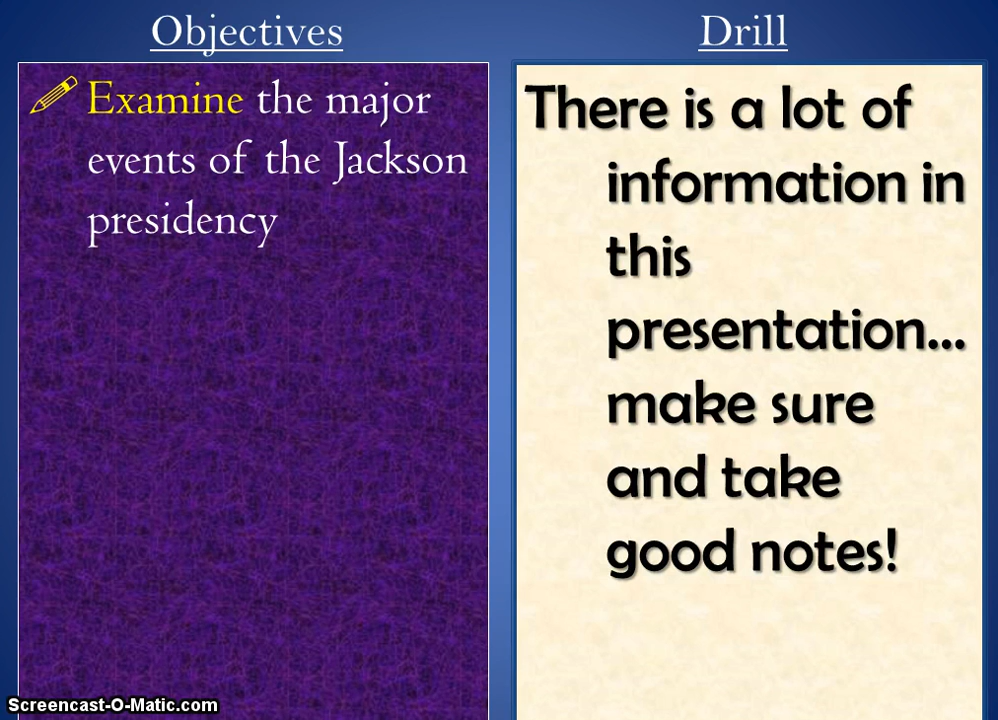 Objectives
Examine the major
events of the Jackson
presidency
Drill
There is a lot of
information in
this
presentation...
make sure
and take
good notes!
Screencast-O-Matic.com